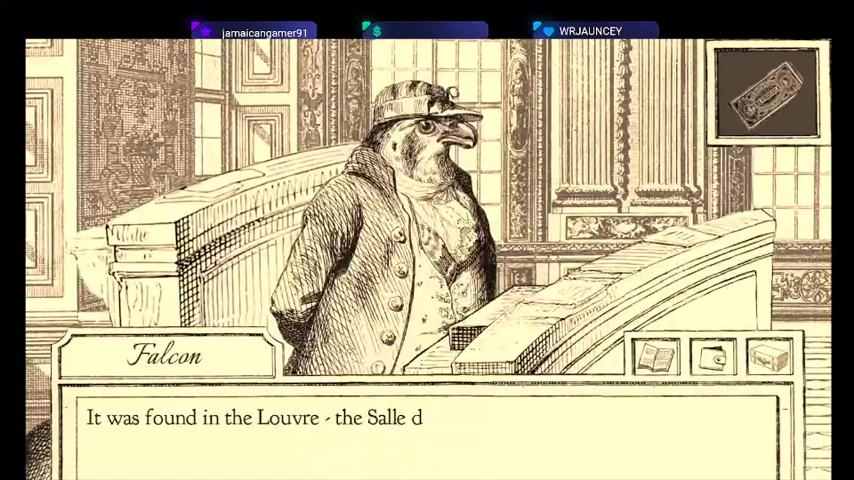 jamaicangamer91
$
WRJAUNCEY
Falcon
It was found in the Louvre - the Salle d